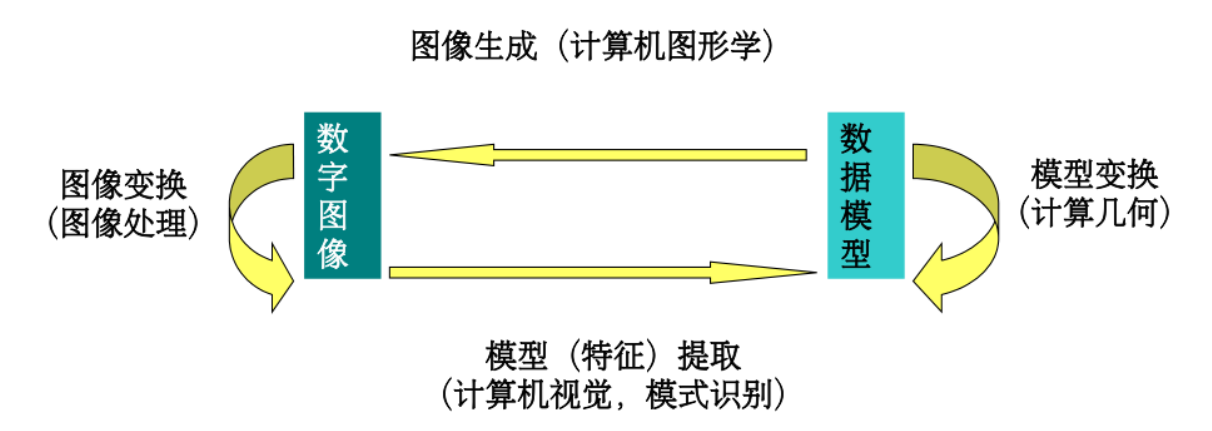 图像生成（计算机图形学）
数字图像
数据模型
图像变换
（图像处理）
模型变换
（计算几何）
模型（特征）提取
（计算机视觉，模式识别）